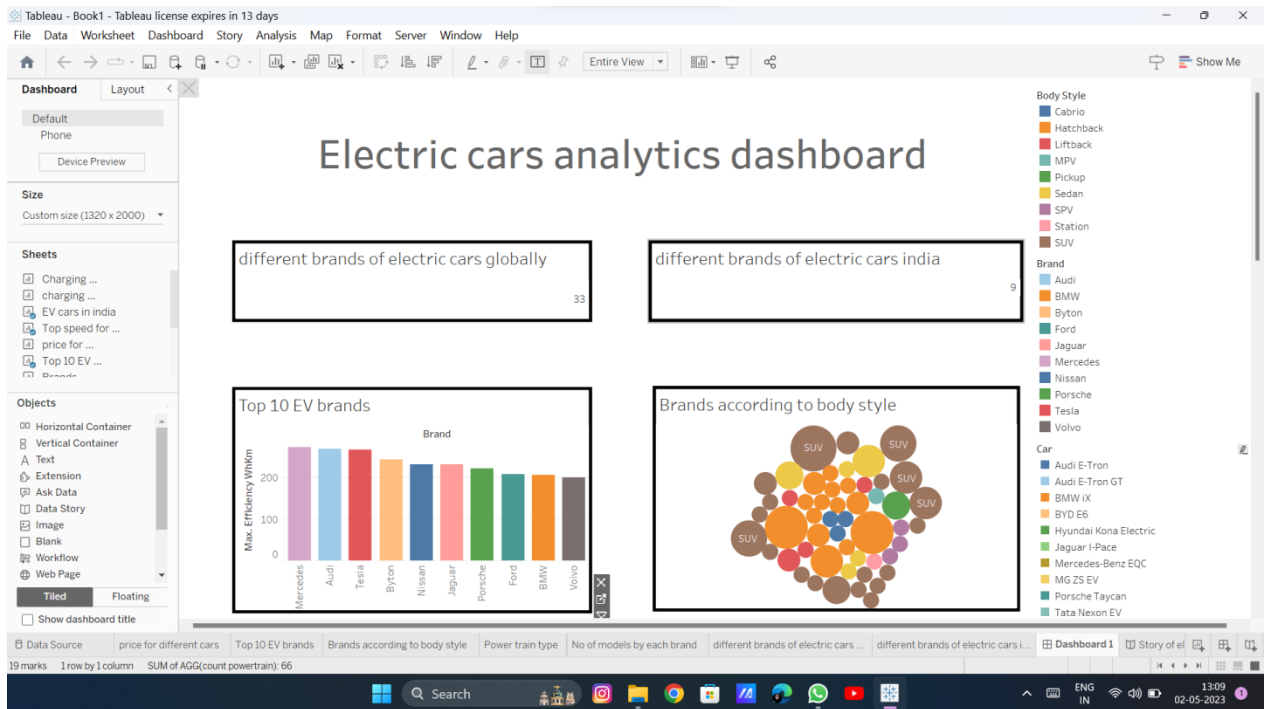 Tableau - Book1 - Tableau license expires in 13 days
File Data Worksheet Dashboard Story Analysis Map Format Server Window Help
Entire View
Show Me
Dashboard Layout
Default
Phone
Device Preview
Size
Custom size (1320 x 2000)
Sheets
Charging ...
charging ...
EV cars in india
Top speed for ...
price for ...
Top 10 EV ...
Brands
Objects
Horizontal Container
Vertical Container
Text
Extension
Ask Data
Data Story
Image
Blank
Workflow
Web Page
Tiled Floating
Show dashboard title
Electric cars analytics dashboard
different brands of electric cars globally
33
different brands of electric cars india
9
Top 10 EV brands
Brand
Max. Efficiency WhKm
200
100
0
Mercedes
Audi
Tesla
Byton
Nissan
Jaguar
Porsche
Ford
BMW
Volvo
Brands according to body style
SUV
SUV
SUV
SUV
SUV
Body Style
Cabrio
Hatchback
Liftback
MPV
Pickup
Sedan
SPV
Station
SUV
Brand
Audi
BMW
Byton
Ford
Jaguar
Mercedes
Nissan
Porsche
Tesla
Volvo
Car
Audi E-Tron
Audi E-Tron GT
BMW iX
BYD E6
Hyundai Kona Electric
Jaguar I-Pace
Mercedes-Benz EQC
MG ZS EV
Porsche Taycan
Tata Nexon EV
Data Source price for different cars Top 10 EV brands Brands according to body style Power train type No of models by each brand different brands of electric cars ... different brands of electric cars i... Dashboard 1 Story of el
19 marks 1 row by 1 column SUM of AGG(count powertrain): 66
Search
ENG
IN
13:09
02-05-2023
1